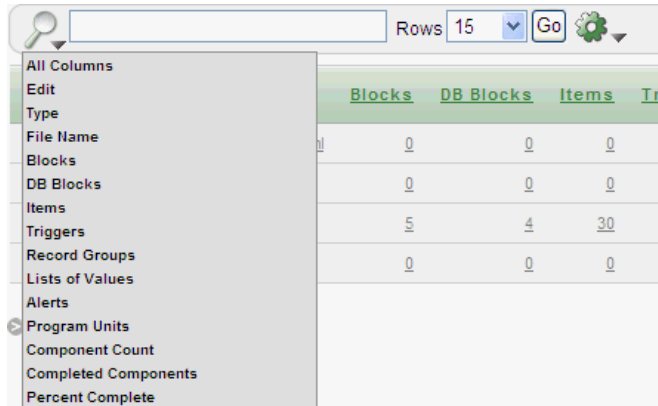 Rows 15 Go
All Columns
Edit
Type
File Name
Blocks
DB Blocks
Items
Triggers
Record Groups
Lists of Values
Alerts
Program Units
Component Count
Completed Components
Percent Complete
Blocks DB Blocks Items Tr
0 0 0
0 0 0
5 4 30
0 0 0